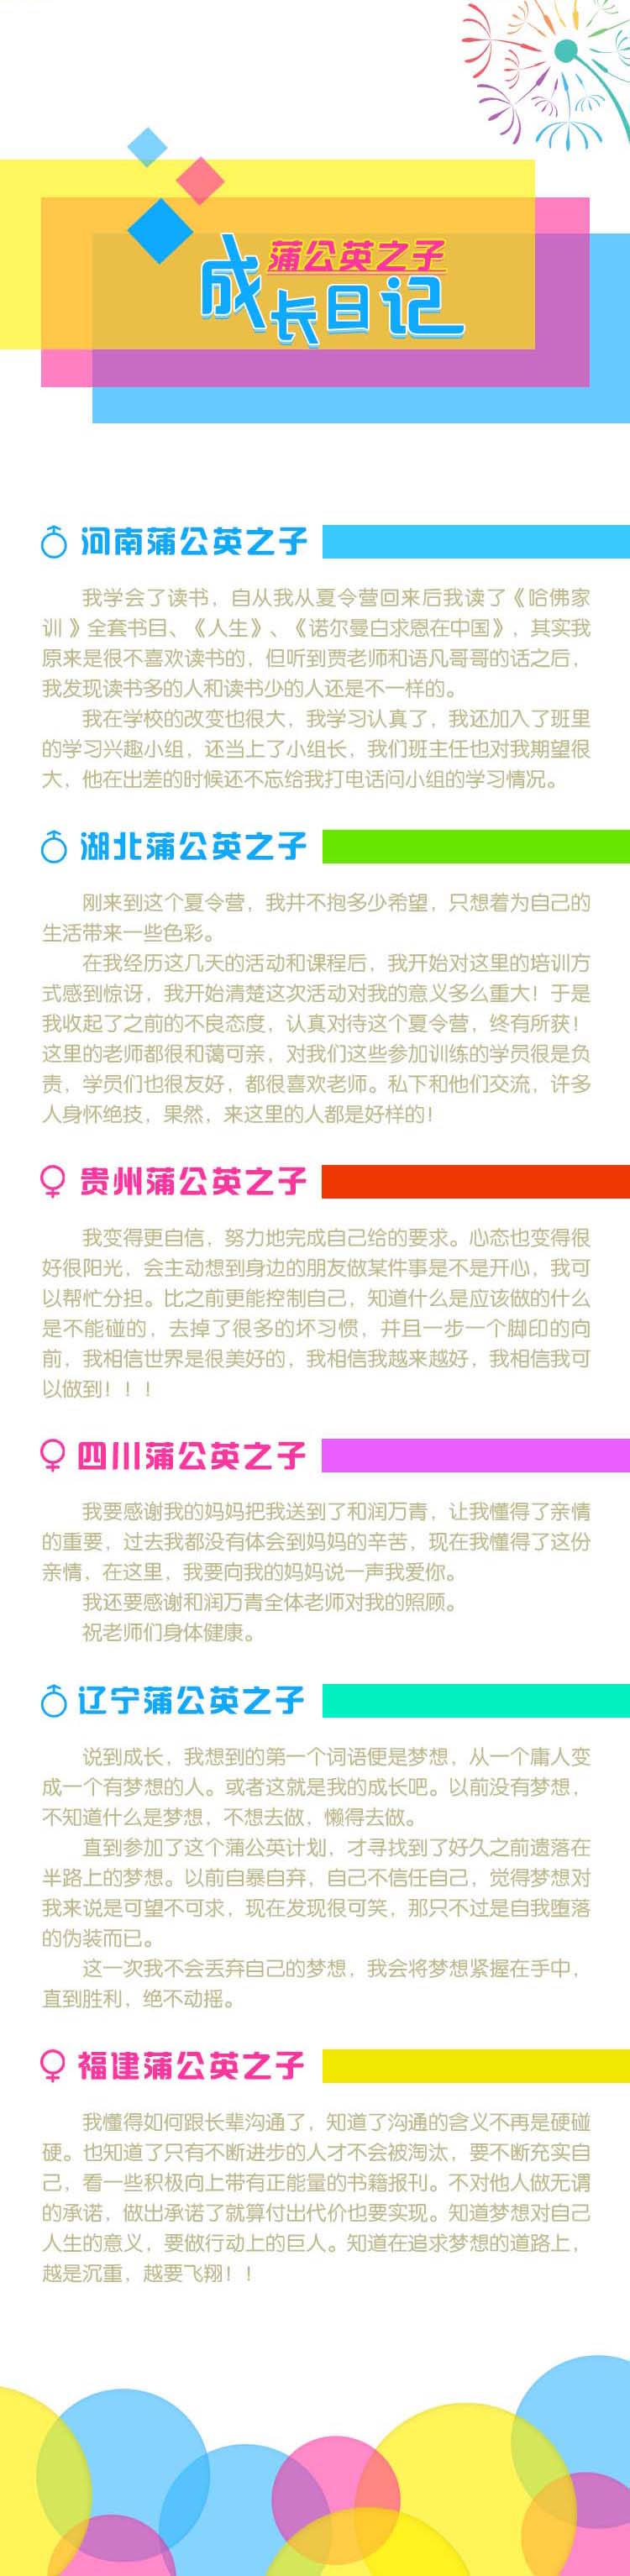 蒲公英之子
成长日记
河南蒲公英之子
我学会了读书，自从我从夏令营回来后我读了《哈佛家
训 》全套书目、《人生》、《诺尔曼白求恩在中国》，其实我
原来是很不喜欢读书的，但听到贾老师和语凡哥哥的话之后，
我发现读书多的人和读书少的人还是不一样的。
我在学校的改变也很大，我学习认真了，我还加入了班里
的学习兴趣小组，还当上了小组长，我们班主任也对我期望很
大，他在出差的时候还不忘给我打电话问小组的学习情况。
湖北蒲公英之子
刚来到这个夏令营，我并不抱多少希望，只想着为自己的
生活带来一些色彩。
在我经历这几天的活动和课程后，我开始对这里的培训方
式感到惊讶，我开始清楚这次活动对我的意义多么重大！于是
我收起了之前的不良态度，认真对待这个夏令营，终有所获！
这里的老师都很和蔼可亲，对我们这些参加训练的学员很是负
责，学员们也很友好，都很喜欢老师。私下和他们交流，许多
人身怀绝技，果然，来这里的人都是好样的！
贵州蒲公英之子
我变得更自信，努力地完成自己给的要求。心态也变得很
好很阳光，会主动想到身边的朋友做某件事是不是开心，我可
以帮忙分担。比之前更能控制自己，知道什么是应该做的什么
是不能碰的，去掉了很多的坏习惯，并且一步一个脚印的向
前，我相信世界是很美好的，我相信我越来越好，我相信我可
以做到！！！
四川蒲公英之子
我要感谢我的妈妈把我送到了和润万青，让我懂得了亲情
的重要，过去我都没有体会到妈妈的辛苦，现在我懂得了这份
亲情，在这里，我要向我的妈妈说一声我爱你。
我还要感谢和润万青全体老师对我的照顾。
祝老师们身体健康。
辽宁蒲公英之子
说到成长，我想到的第一个词语便是梦想，从一个庸人变
成一个有梦想的人。或者这就是我的成长吧。以前没有梦想，
不知道什么是梦想，不想去做，懒得去做。
直到参加了这个蒲公英计划，才寻找到了好久之前遗落在
半路上的梦想。以前自暴自弃，自己不信任自己，觉得梦想对
我来说是可望不可求，现在发现很可笑，那只不过是自我堕落
的伪装而已。
这一次我不会丢弃自己的梦想，我会将梦想紧握在手中，
直到胜利，绝不动摇。
福建蒲公英之子
我懂得如何跟长辈沟通了，知道了沟通的含义不再是硬碰
硬。也知道了只有不断进步的人才不会被淘汰，要不断充实自
己，看一些积极向上带有正能量的书籍报刊。不对他人做无谓
的承诺，做出承诺了就算付出代价也要实现。知道梦想对自己
人生的意义，要做行动上的巨人。知道在追求梦想的道路上，
越是沉重，越要飞翔！！